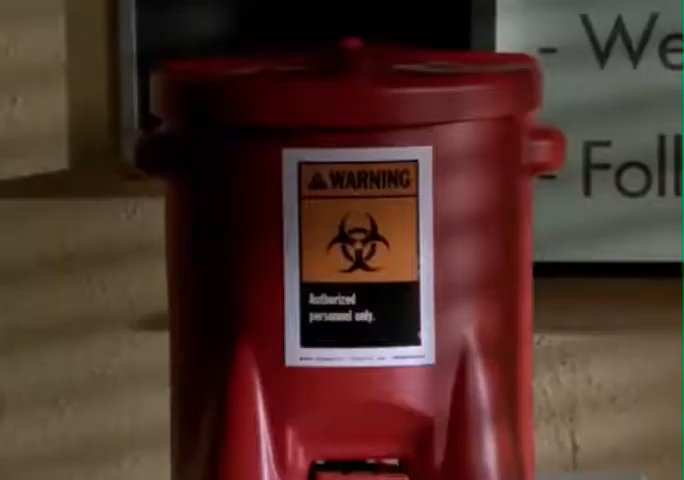 - We
- Foll
WARNING
Authorized
personnel only.